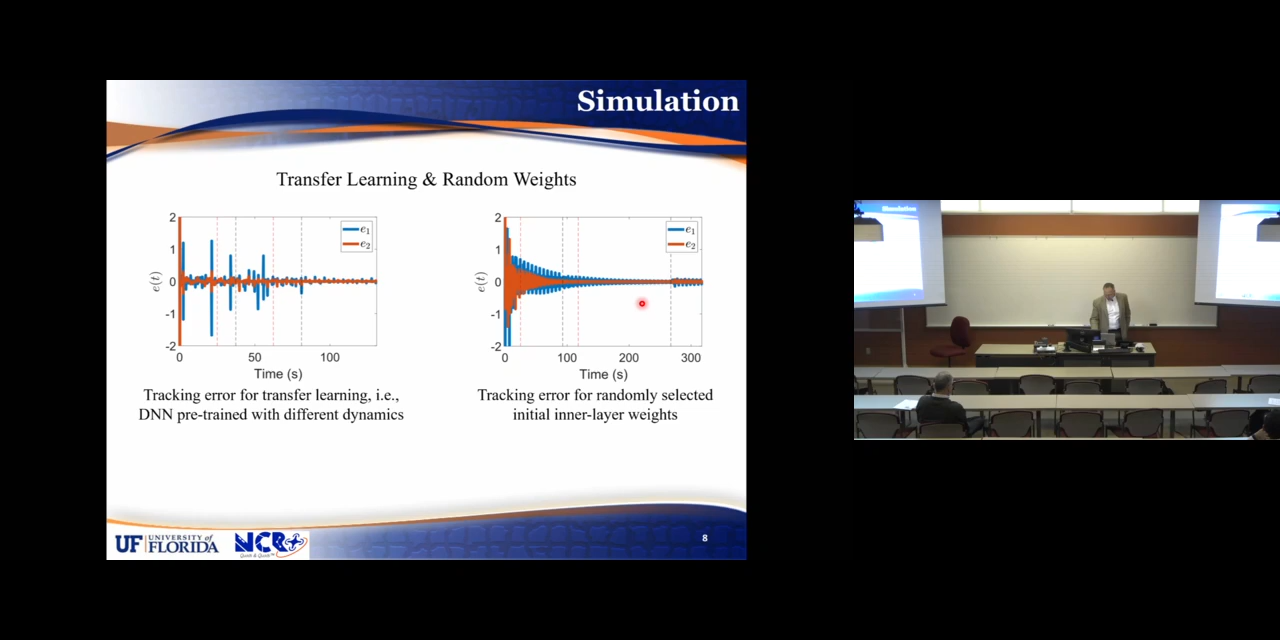 Simulation
Transfer Learning & Random Weights
2
1
0
-1
-2
e(t)
e₁
e₂
0
50
100
Time (s)
Tracking error for transfer learning, i.e.,
DNN pre-trained with different dynamics
2
1
0
-1
-2
e(t)
e₁
e₂
0
100
200
300
Time (s)
Tracking error for randomly selected
initial inner-layer weights
UF UNIVERSITY of
FLORIDA
NCR
8
Simulation